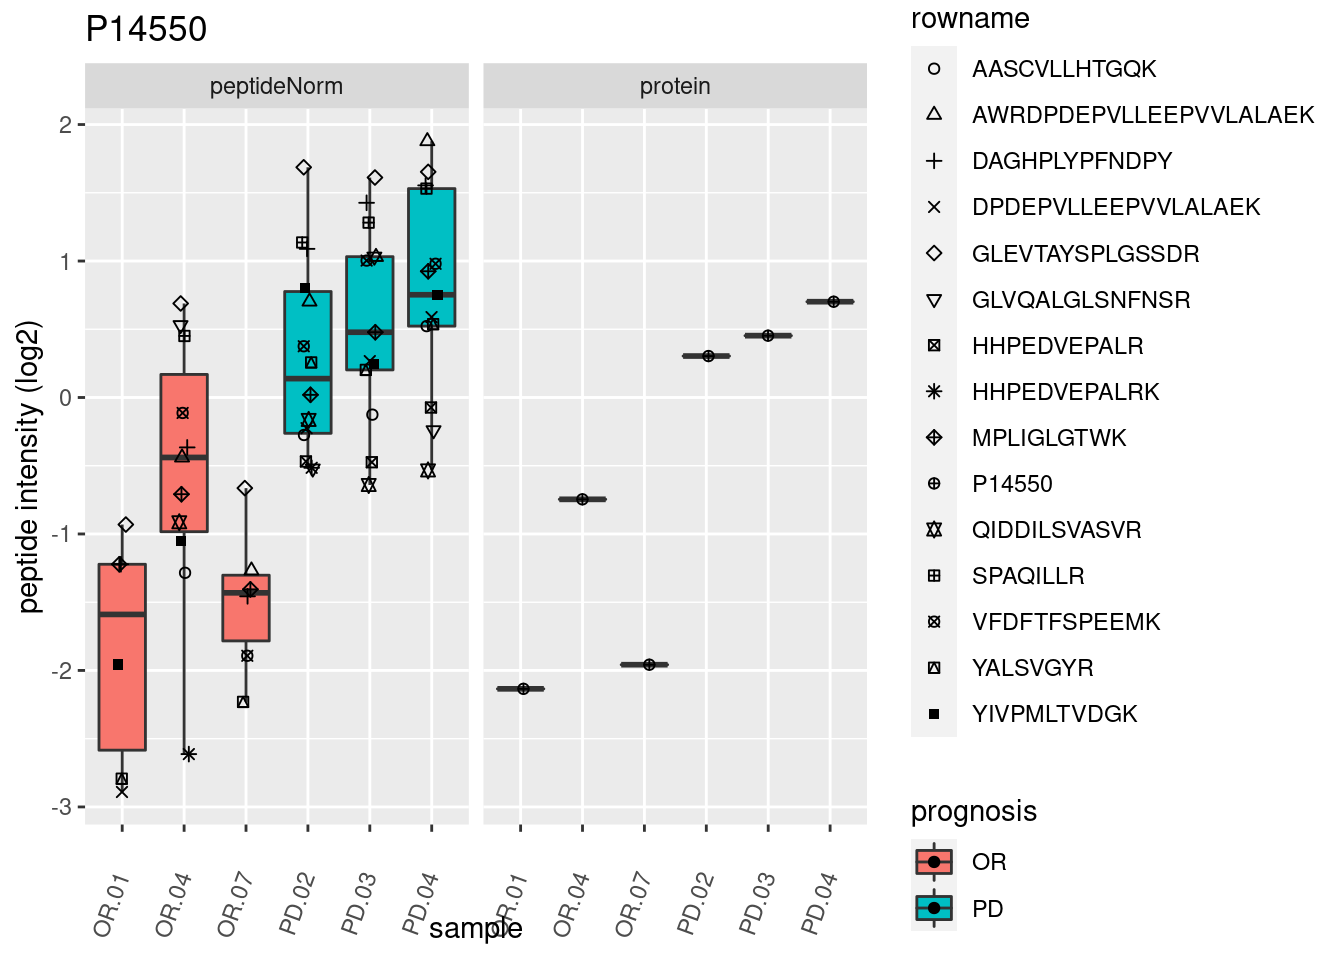 P14550
peptideNorm
protein
peptide intensity (log2)
2
1
0
-1
-2
-3
OR.01
OR.04
OR.07
PD.02
PD.03
PD.04
OR.01
OR.04
OR.07
PD.02
PD.03
PD.04
sample
rowname
AASCVLLHTGQK
AWRDPDEPVLLEEPVVLALAEK
DAGHPLYPFNDPY
DPDEPVLLEEPVVLALAEK
GLEVTAYSPLGSSDR
GLVQALGLSNFNSR
HHPEDVEPALR
HHPEDVEPALRK
MPLIGLGTWK
P14550
QIDDILSVASVR
SPAQILLR
VFDFTFSPEEMK
YALSVGYR
YIVPMLTVDGK
prognosis
OR
PD